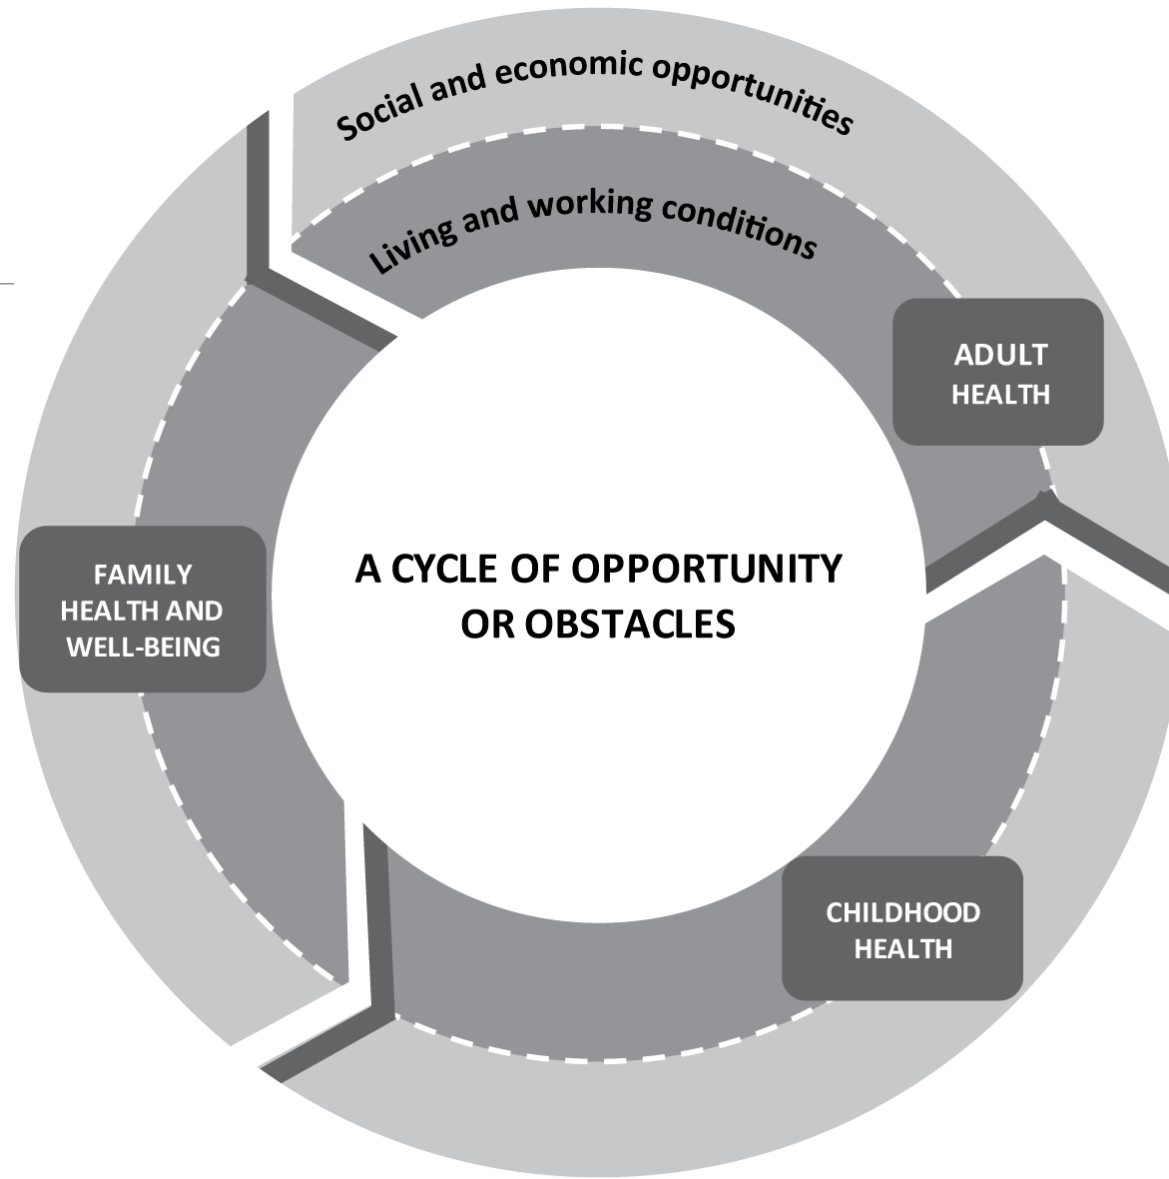 Social and economic opportunities
Living and working conditions
ADULT
HEALTH
FAMILY
HEALTH AND
WELL-BEING
A CYCLE OF OPPORTUNITY
OR OBSTACLES
CHILDHOOD
HEALTH